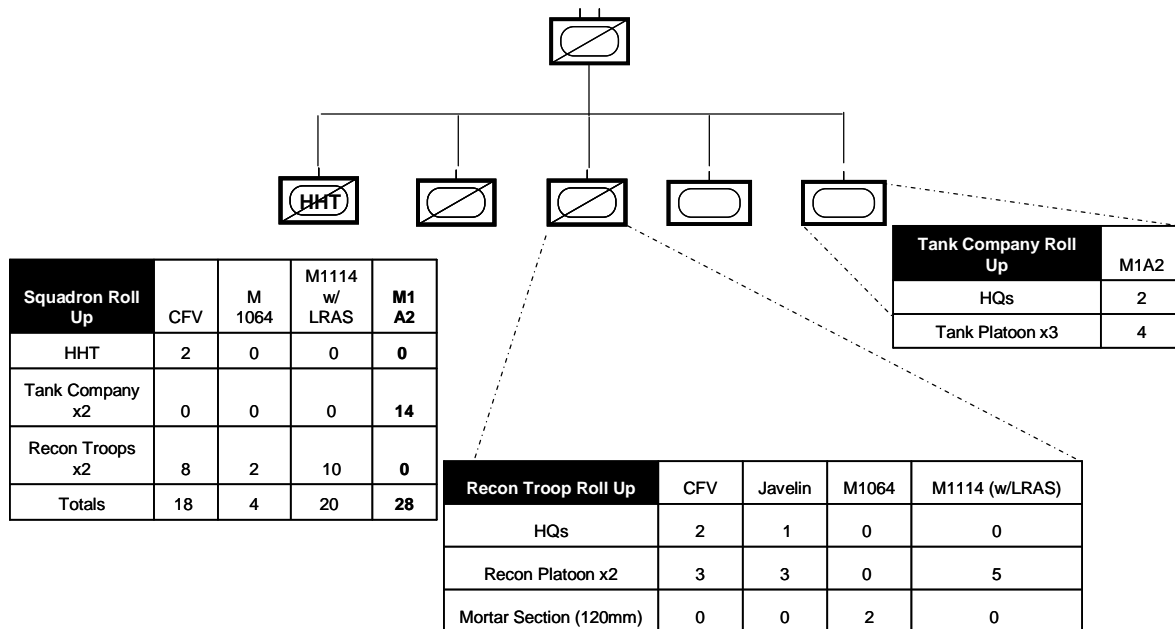 HHT
Tank Company Roll
Up
M1A2
HQs 2
Tank Platoon x3 4
Squadron Roll
Up
CFV
M
1064
M1114
w/
LRAS
M1
A2
HHT 2 0 0 0
Tank Company
x2
0 0 0 14
Recon Troops
x2
8 2 10 0
Totals 18 4 20 28
Recon Troop Roll Up CFV Javelin M1064 M1114 (w/LRAS)
HQs 2 1 0 0
Recon Platoon x2 3 3 0 5
Mortar Section (120mm) 0 0 2 0